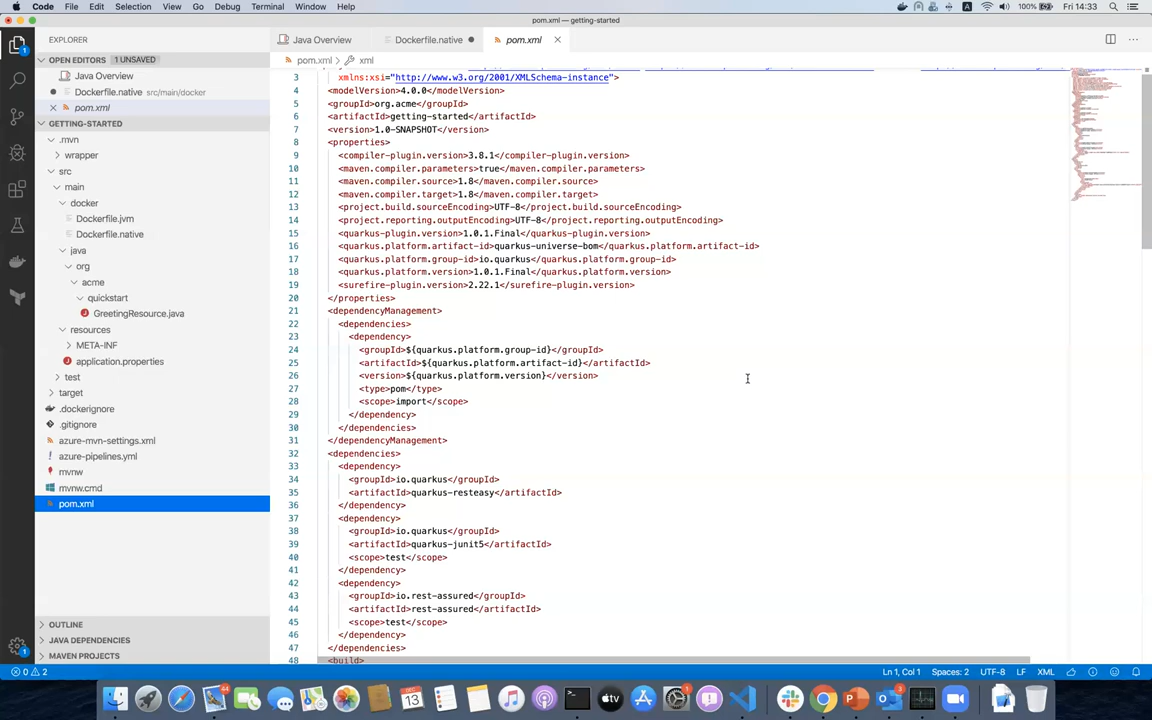 Code File Edit Selection View Go Debug Terminal Window Help 100% Fri 14:33
pom.xml — getting-started
EXPLORER
Java Overview Dockerfile.native pom.xml
OPEN EDITORS 1 UNSAVED
Java Overview
Dockerfile.native src/main/docker
pom.xml
GETTING-STARTED
.mvn
wrapper
src
main
docker
Dockerfile.jvm
Dockerfile.native
java
org
acme
quickstart
GreetingResource.java
resources
META-INF
application.properties
test
target
.dockerignore
.gitignore
azure-mvn-settings.xml
azure-pipelines.yml
mvnw
mvnw.cmd
pom.xml
OUTLINE
JAVA DEPENDENCIES
MAVEN PROJECTS
pom.xml > xml
3 xmlns:xsi="http://www.w3.org/2001/XMLSchema-instance">
4 <modelVersion>4.0.0</modelVersion>
5 <groupId>org.acme</groupId>
6 <artifactId>getting-started</artifactId>
7 <version>1.0-SNAPSHOT</version>
8 <properties>
9 <compiler-plugin.version>3.8.1</compiler-plugin.version>
10 <maven.compiler.parameters>true</maven.compiler.parameters>
11 <maven.compiler.source>1.8</maven.compiler.source>
12 <maven.compiler.target>1.8</maven.compiler.target>
13 <project.build.sourceEncoding>UTF-8</project.build.sourceEncoding>
14 <project.reporting.outputEncoding>UTF-8</project.reporting.outputEncoding>
15 <quarkus-plugin.version>1.0.1.Final</quarkus-plugin.version>
16 <quarkus.platform.artifact-id>quarkus-universe-bom</quarkus.platform.artifact-id>
17 <quarkus.platform.group-id>io.quarkus</quarkus.platform.group-id>
18 <quarkus.platform.version>1.0.1.Final</quarkus.platform.version>
19 <surefire-plugin.version>2.22.1</surefire-plugin.version>
20 </properties>
21 <dependencyManagement>
22 <dependencies>
23 <dependency>
24 <groupId>${quarkus.platform.group-id}</groupId>
25 <artifactId>${quarkus.platform.artifact-id}</artifactId>
26 <version>${quarkus.platform.version}</version>
27 <type>pom</type>
28 <scope>import</scope>
29 </dependency>
30 </dependencies>
31 </dependencyManagement>
32 <dependencies>
33 <dependency>
34 <groupId>io.quarkus</groupId>
35 <artifactId>quarkus-resteasy</artifactId>
36 </dependency>
37 <dependency>
38 <groupId>io.quarkus</groupId>
39 <artifactId>quarkus-junit5</artifactId>
40 <scope>test</scope>
41 </dependency>
42 <dependency>
43 <groupId>io.rest-assured</groupId>
44 <artifactId>rest-assured</artifactId>
45 <scope>test</scope>
46 </dependency>
47 </dependencies>
48 <build>
0 2 Ln 1, Col 1 Spaces: 2 UTF-8 LF XML